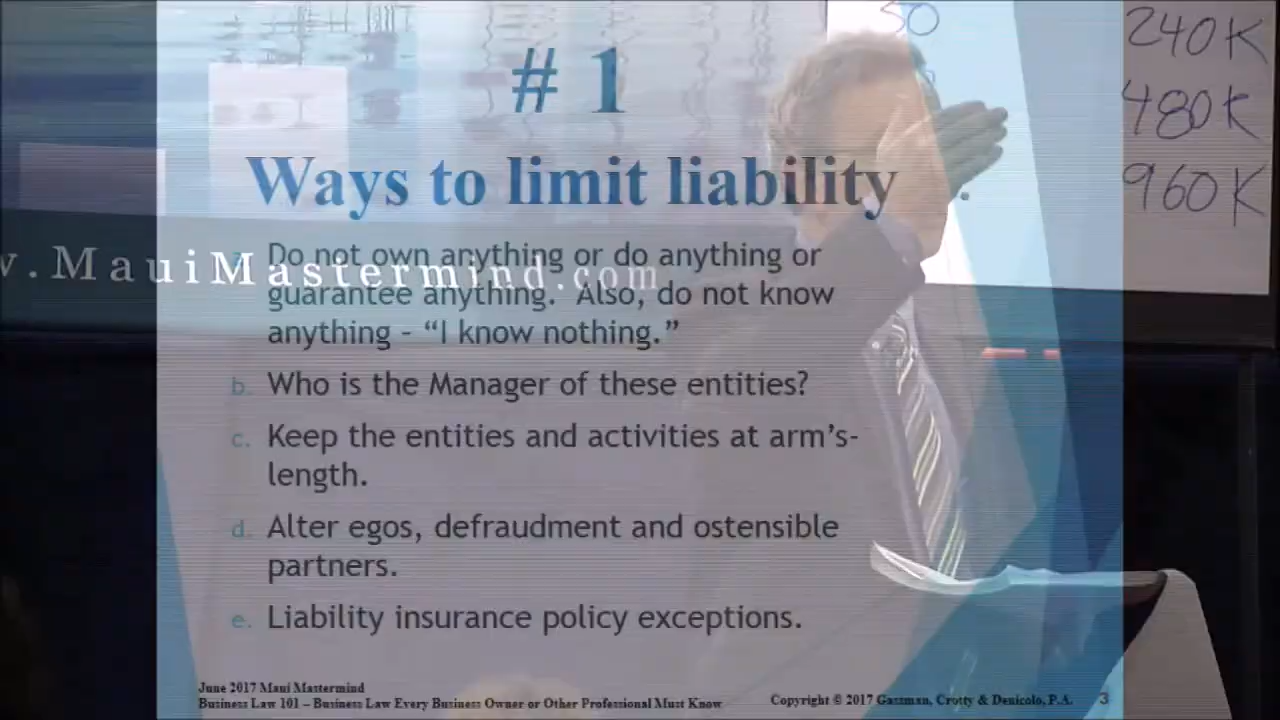 50
240K
480K
960K
# 1
Ways to limit liability
.MauiMastermind.com
Do not own anything or do anything or
guarantee anything. Also, do not know
anything – “I know nothing.”
b. Who is the Manager of these entities?
c. Keep the entities and activities at arm’s-
length.
d. Alter egos, defraudment and ostensible
partners.
e. Liability insurance policy exceptions.
June 2017 Maui Mastermind
Business Law 101 – Business Law Every Business Owner or Other Professional Must Know
Copyright © 2017 Gassman, Crotty & Denicolo, P.A.
3